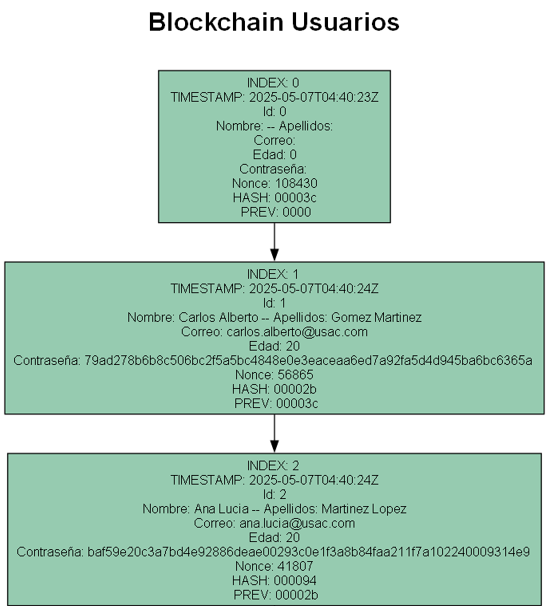 Blockchain Usuarios
INDEX: 0
TIMESTAMP: 2025-05-07T04:40:23Z
Id: 0
Nombre: -- Apellidos:
Correo:
Edad: 0
Contraseña:
Nonce: 108430
HASH: 00003c
PREV: 0000
INDEX: 1
TIMESTAMP: 2025-05-07T04:40:24Z
Id: 1
Nombre: Carlos Alberto -- Apellidos: Gomez Martinez
Correo: carlos.alberto@usac.com
Edad: 20
Contraseña: 79ad278b6b8c506bc2f5a5bc4848e0e3eaceaa6ed7a92fa5d4d945ba6bc6365a
Nonce: 56865
HASH: 00002b
PREV: 00003c
INDEX: 2
TIMESTAMP: 2025-05-07T04:40:24Z
Id: 2
Nombre: Ana Lucia -- Apellidos: Martinez Lopez
Correo: ana.lucia@usac.com
Edad: 20
Contraseña: baf59e20c3a7bd4e92886deae00293c0e1f3a8b84faa211f7a102240009314e9
Nonce: 41807
HASH: 000094
PREV: 00002b